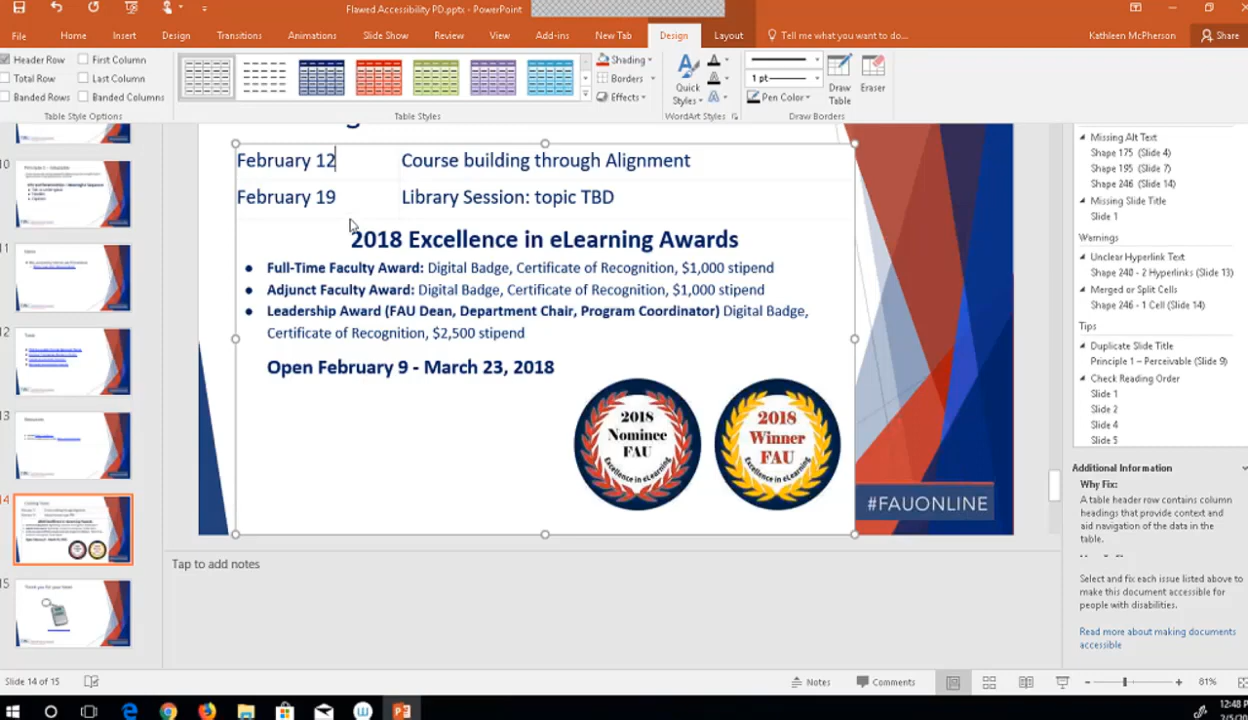 Flawed Accessibility PD.pptx - PowerPoint
File Home Insert Design Transitions Animations Slide Show Review View Add-ins New Tab Design Layout Tell me what you want to do... Kathleen McPherson Share
Header Row First Column
Total Row Last Column
Banded Rows Banded Columns
Table Style Options
Table Styles
Shading
Borders
Effects
Quick Styles
WordArt Styles
1 pt
Pen Color
Draw Table
Eraser
Draw Borders
10
11
12
13
14
15
February 12 Course building through Alignment
February 19 Library Session: topic TBD
2018 Excellence in eLearning Awards
Full-Time Faculty Award: Digital Badge, Certificate of Recognition, $1,000 stipend
Adjunct Faculty Award: Digital Badge, Certificate of Recognition, $1,000 stipend
Leadership Award (FAU Dean, Department Chair, Program Coordinator) Digital Badge,
Certificate of Recognition, $2,500 stipend
Open February 9 - March 23, 2018
2018
Nominee
FAU
Excellence in eLearning
2018
Winner
FAU
Excellence in eLearning
#FAUONLINE
Tap to add notes
Missing Alt Text
Shape 175 (Slide 4)
Shape 195 (Slide 7)
Shape 246 (Slide 14)
Missing Slide Title
Slide 1
Warnings
Unclear Hyperlink Text
Shape 240 - 2 Hyperlinks (Slide 13)
Merged or Split Cells
Shape 246 - 1 Cell (Slide 14)
Tips
Duplicate Slide Title
Principle 1 – Perceivable (Slide 9)
Check Reading Order
Slide 1
Slide 2
Slide 4
Slide 5
Additional Information
Why Fix:
A table header row contains column
headings that provide context and
aid navigation of the data in the
table.
Select and fix each issue listed above to
make this document accessible for
people with disabilities.
Read more about making documents
accessible
Slide 14 of 15 Notes Comments 81%
12:48